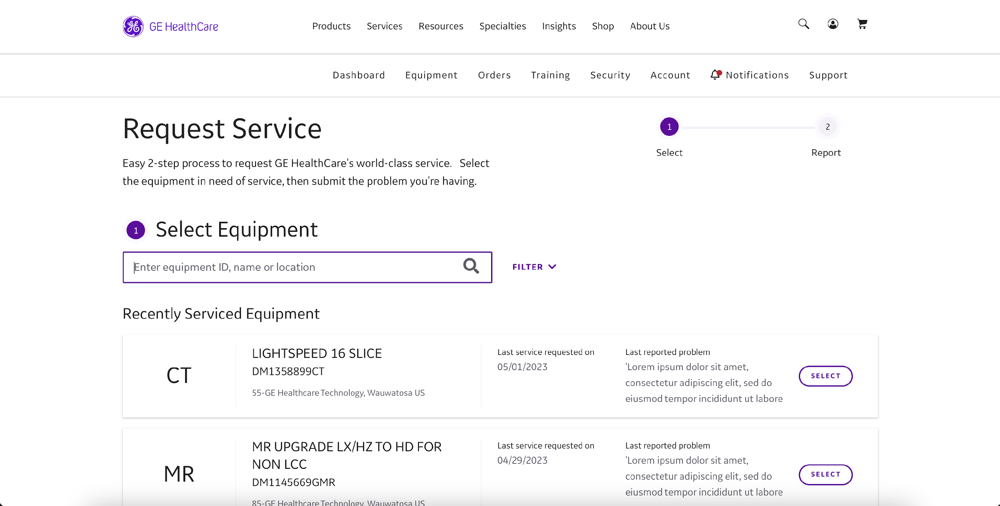 GE HealthCare
Products Services Resources Specialties Insights Shop About Us
Dashboard Equipment Orders Training Security Account Notifications Support
Request Service
Easy 2-step process to request GE HealthCare's world-class service. Select
the equipment in need of service, then submit the problem you're having.
1
2
Select
Report
1 Select Equipment
Enter equipment ID, name or location
FILTER
Recently Serviced Equipment
CT
LIGHTSPEED 16 SLICE
DM1358899CT
55-GE Healthcare Technology, Wauwatosa US
Last service requested on
05/01/2023
Last reported problem
'Lorem ipsum dolor sit amet,
consectetur adipiscing elit, sed do
eiusmod tempor incididunt ut labore
SELECT
MR
MR UPGRADE LX/HZ TO HD FOR
NON LCC
DM1145669GMR
85-GE Healthcare Technology, Wauwatosa US
Last service requested on
04/29/2023
Last reported problem
'Lorem ipsum dolor sit amet,
consectetur adipiscing elit, sed do
eiusmod tempor incididunt ut labore
SELECT